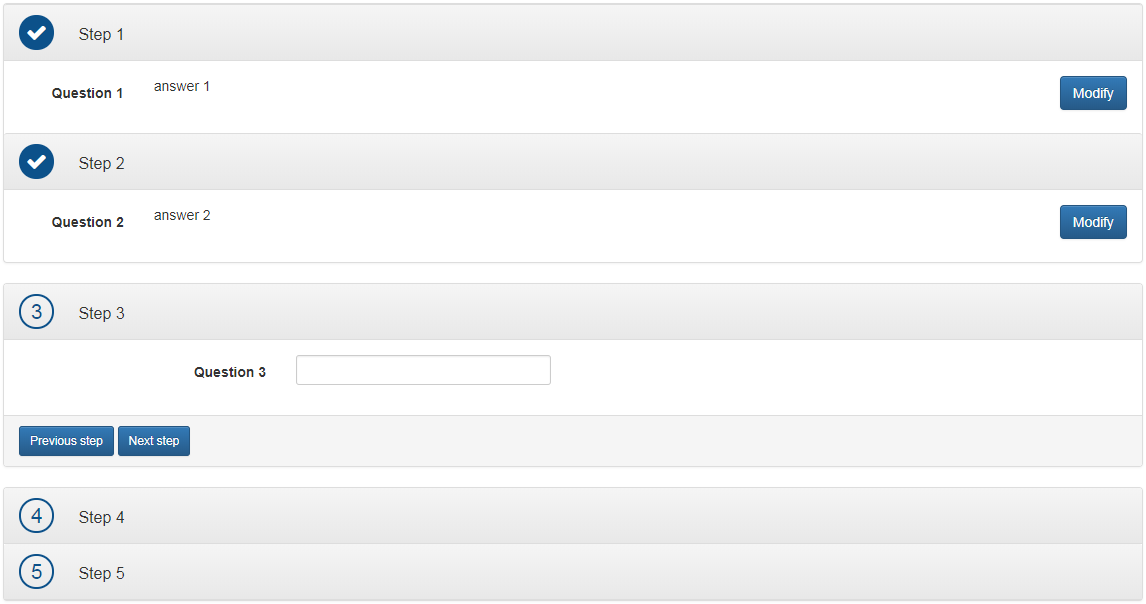 Step 1
Question 1 answer 1 Modify
Step 2
Question 2 answer 2 Modify
3 Step 3
Question 3
Previous step Next step
4 Step 4
5 Step 5